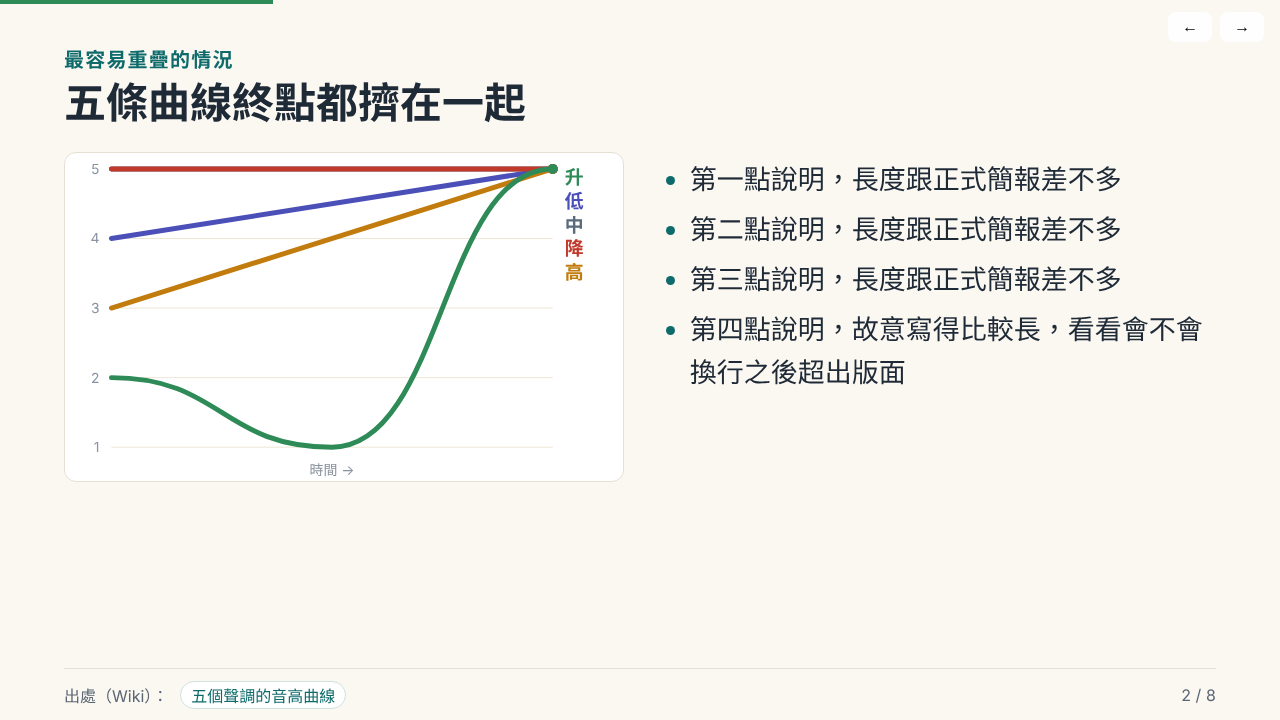 ← →
最容易重疊的情況
五條曲線終點都擠在一起
5
4
3
2
1
時間 →
升
低
中
降
高
第一點說明，長度跟正式簡報差不多
第二點說明，長度跟正式簡報差不多
第三點說明，長度跟正式簡報差不多
第四點說明，故意寫得比較長，看看會不會
換行之後超出版面
出處（Wiki）： 五個聲調的音高曲線
2 / 8